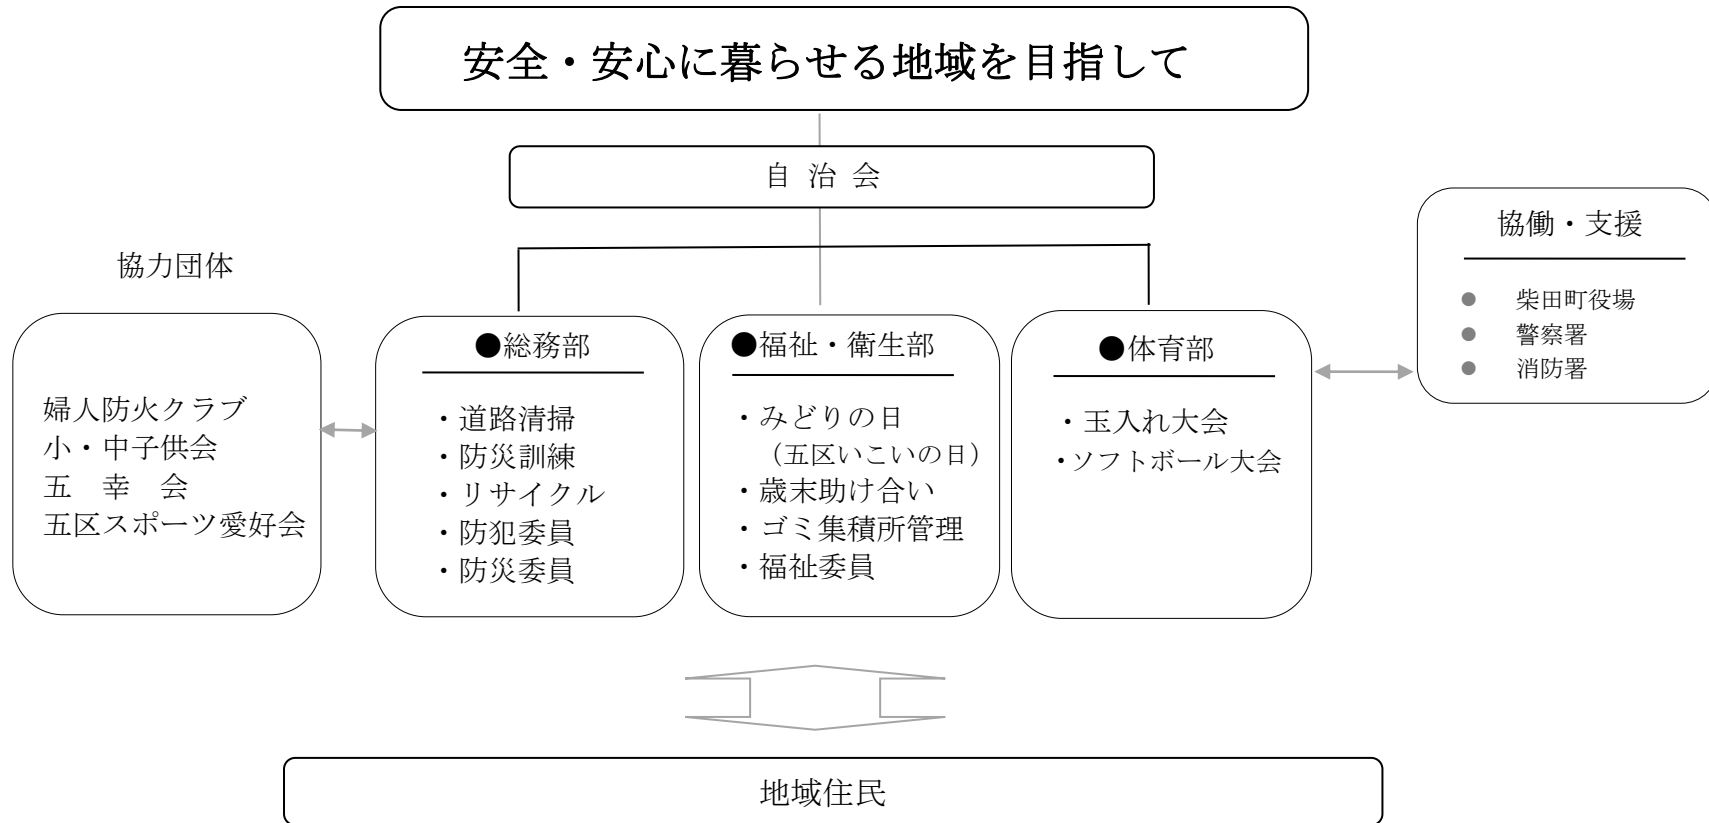 安全・安心に暮らせる地域を目指して
自 治 会
協力団体
婦人防火クラブ
小・中子供会
五　幸　会
五区スポーツ愛好会
●総務部
・道路清掃
・防災訓練
・リサイクル
・防犯委員
・防災委員
●福祉・衛生部
・みどりの日
（五区いこいの日）
・歳末助け合い
・ゴミ集積所管理
・福祉委員
●体育部
・玉入れ大会
・ソフトボール大会
協働・支援
● 柴田町役場
● 警察署
● 消防署
地域住民